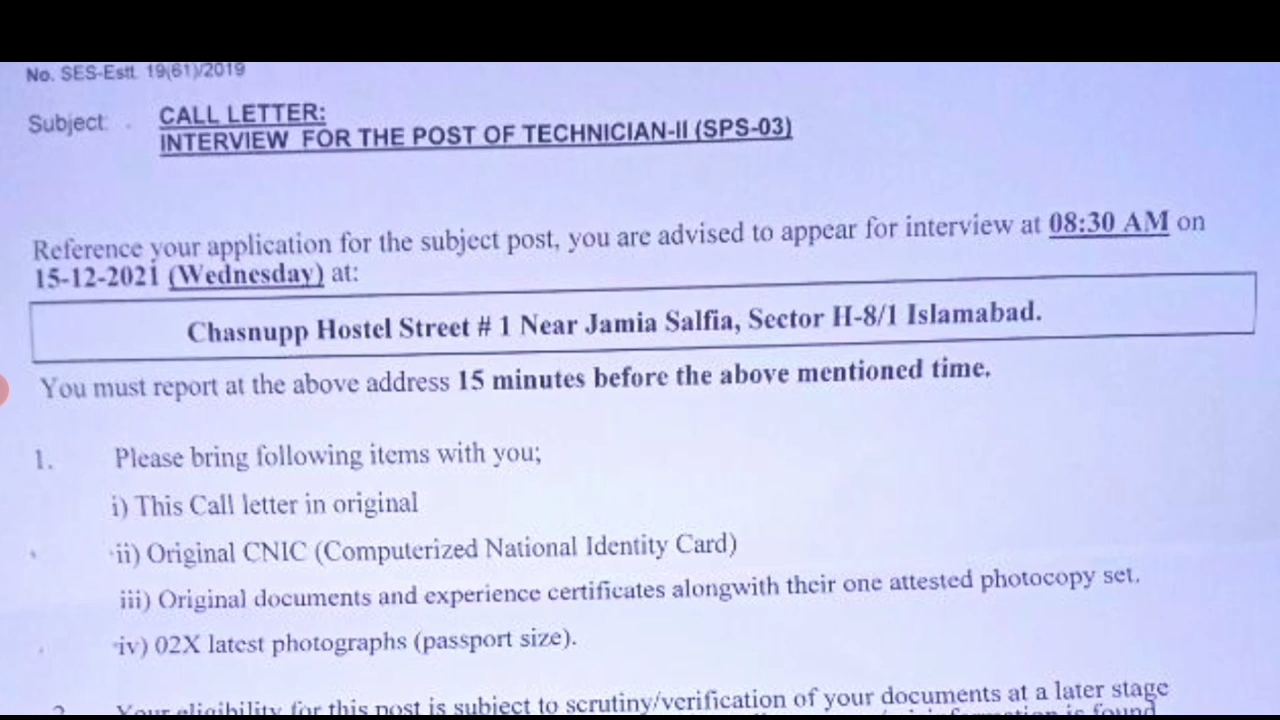 No. SES-Estt. 19(61)/2019
Subject:
CALL LETTER:
INTERVIEW FOR THE POST OF TECHNICIAN-II (SPS-03)
Reference your application for the subject post, you are advised to appear for interview at 08:30 AM on
15-12-2021 (Wednesday) at:
Chasnupp Hostel Street # 1 Near Jamia Salfia, Sector H-8/1 Islamabad.
You must report at the above address 15 minutes before the above mentioned time.
1. Please bring following items with you;
i) This Call letter in original
ii) Original CNIC (Computerized National Identity Card)
iii) Original documents and experience certificates alongwith their one attested photocopy set.
iv) 02X latest photographs (passport size).
2. Your eligibility for this post is subject to scrutiny/verification of your documents at a later stage
information is found